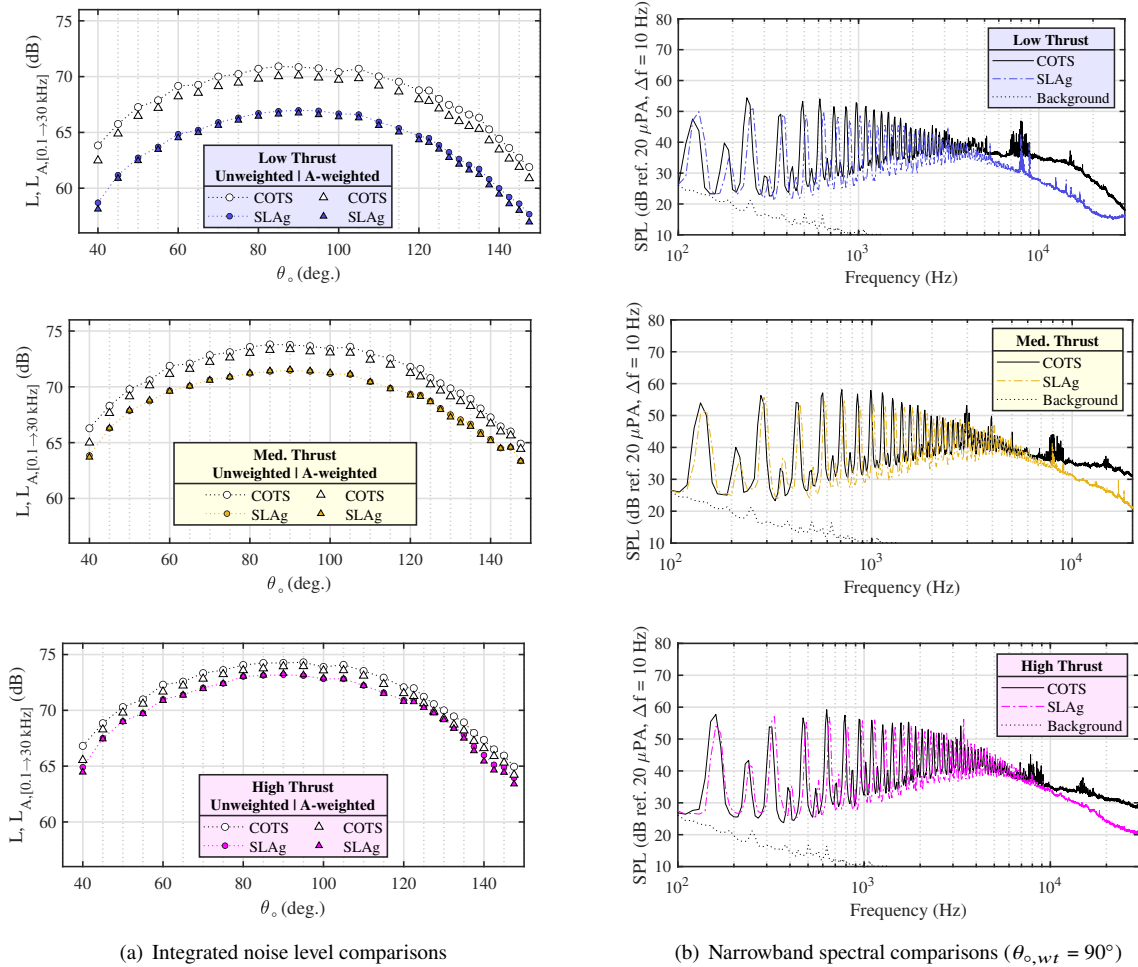 L, L_{A,[0.1→30 kHz]} (dB)
75
70
65
60
Low Thrust
Unweighted | A-weighted
COTS COTS
SLAg SLAg
40 60 80 100 120 140
θ∘ (deg.)
SPL (dB ref. 20 μPA, Δf = 10 Hz)
80
70
60
50
40
30
20
10
Low Thrust
COTS
SLAg
Background
10^2 10^3 10^4
Frequency (Hz)
L, L_{A,[0.1→30 kHz]} (dB)
75
70
65
60
Med. Thrust
Unweighted | A-weighted
COTS COTS
SLAg SLAg
40 60 80 100 120 140
θ∘ (deg.)
SPL (dB ref. 20 μPA, Δf = 10 Hz)
80
70
60
50
40
30
20
10
Med. Thrust
COTS
SLAg
Background
10^2 10^3 10^4
Frequency (Hz)
L, L_{A,[0.1→30 kHz]} (dB)
75
70
65
60
High Thrust
Unweighted | A-weighted
COTS COTS
SLAg SLAg
40 60 80 100 120 140
θ∘ (deg.)
SPL (dB ref. 20 μPA, Δf = 10 Hz)
80
70
60
50
40
30
20
10
High Thrust
COTS
SLAg
Background
10^2 10^3 10^4
Frequency (Hz)
(a) Integrated noise level comparisons
(b) Narrowband spectral comparisons (θ∘,wt = 90°)